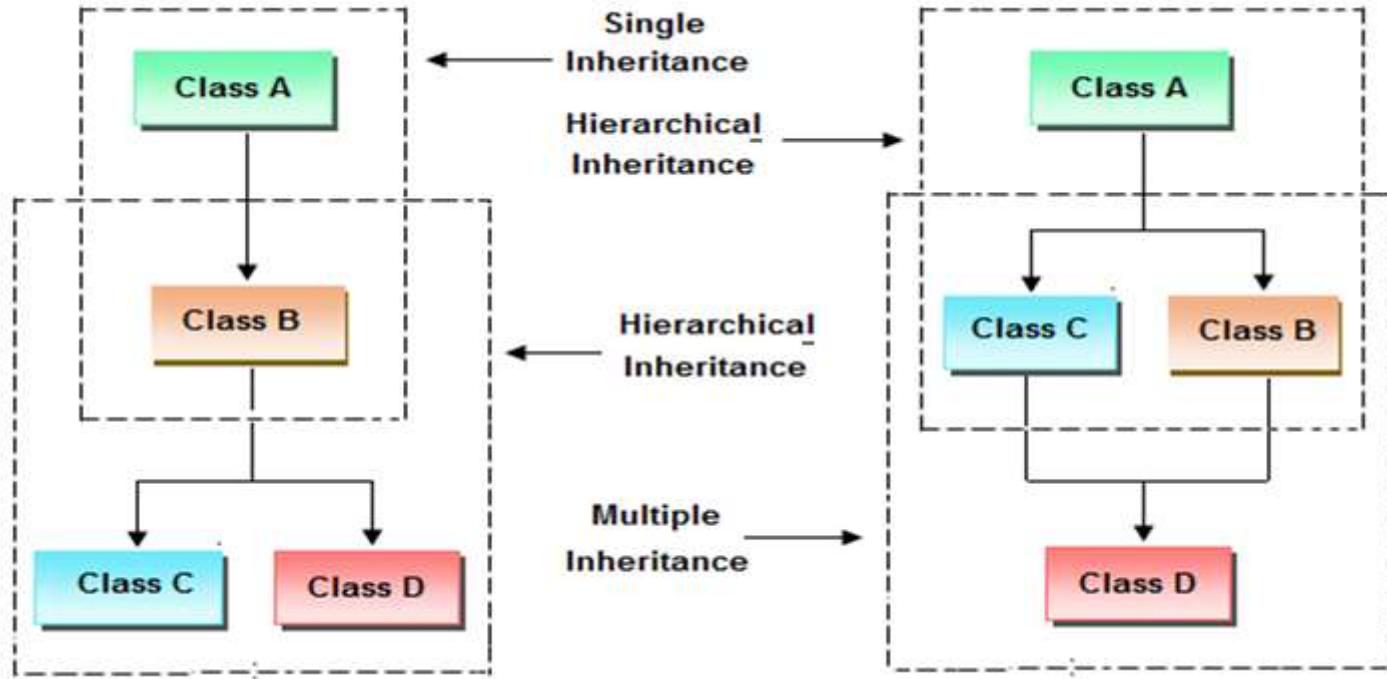 Class A
Class B
Class C
Class D
Single
Inheritance
Hierarchical
Inheritance
Hierarchical
Inheritance
Multiple
Inheritance
Class A
Class C
Class B
Class D